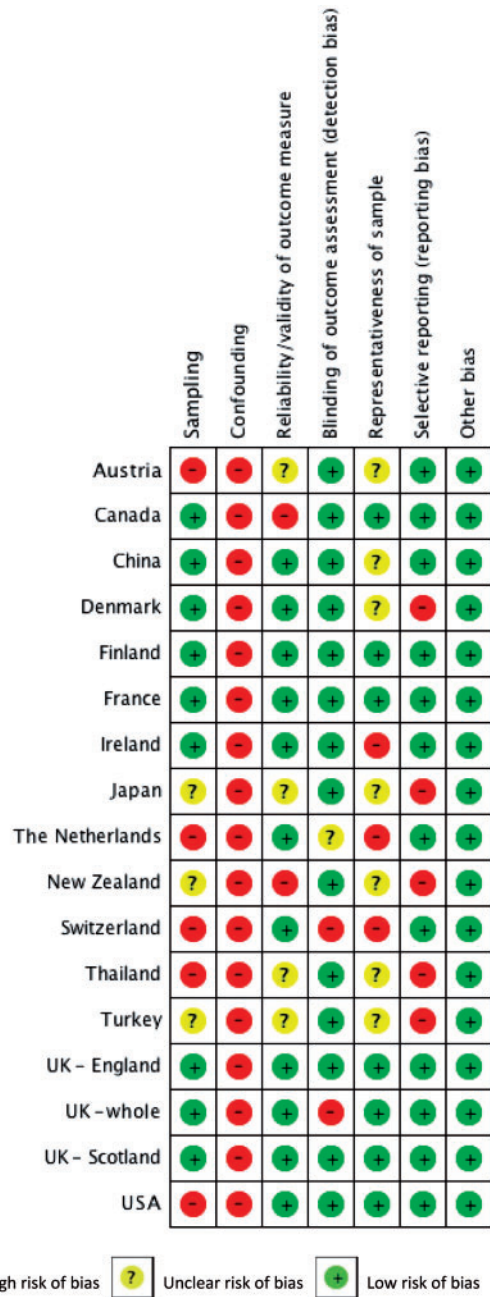 Sampling
Confounding
Reliability/validity of outcome measure
Blinding of outcome assessment (detection bias)
Representativeness of sample
Selective reporting (reporting bias)
Other bias
Austria - - ? + ? + +
Canada + - - + + + +
China + - + + ? + +
Denmark + - + + ? - +
Finland + - + + + + +
France + - + + + + +
Ireland + - + + - + +
Japan ? - ? + ? - +
The Netherlands - - + ? - + +
New Zealand ? - - + ? - +
Switzerland - - + - - + +
Thailand - - ? + ? - +
Turkey ? - ? + ? - +
UK – England + - + + + + +
UK –whole + - + - + + +
UK – Scotland + - + + + + +
USA - - + + + + +
gh risk of bias ? Unclear risk of bias + Low risk of bias